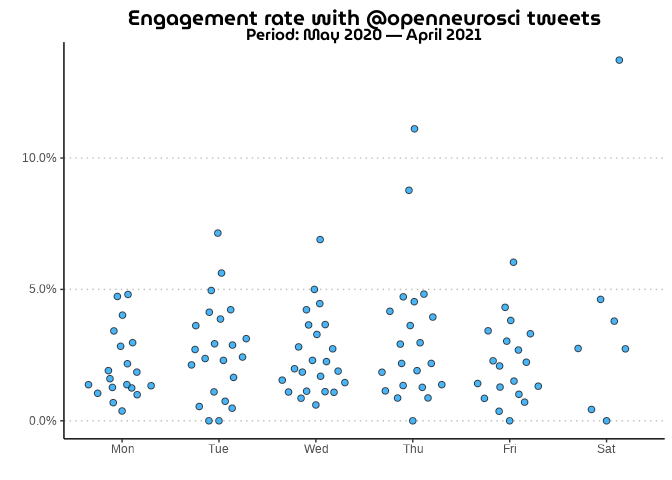 Engagement rate with @openneurosci tweets
Period: May 2020 — April 2021
10.0%
5.0%
0.0%
Mon Tue Wed Thu Fri Sat